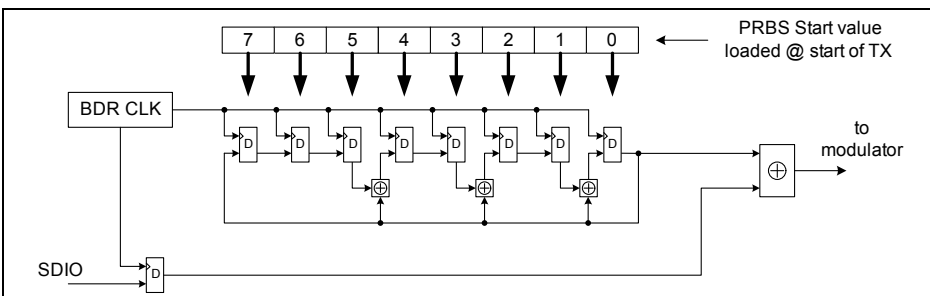 7 6 5 4 3 2 1 0
PRBS Start value
loaded @ start of TX
BDR CLK
D D D D D D D D
to
modulator
SDIO
D